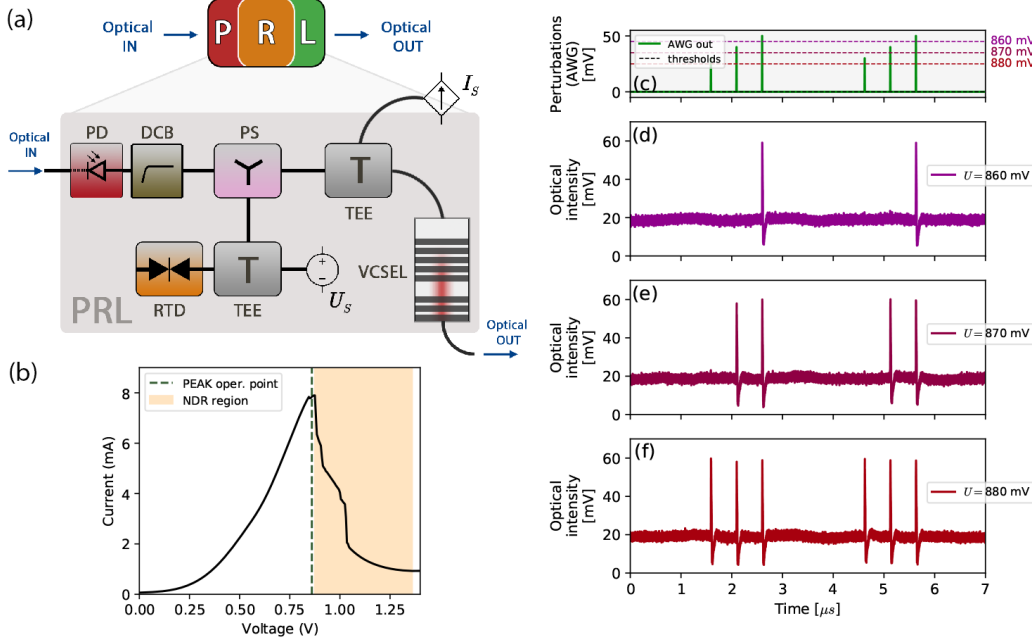 (a)
Optical
IN
P R L
Optical
OUT
I_S
Optical
IN
PD
DCB
PS
T
TEE
T
RTD
TEE
U_S
VCSEL
PRL
Optical
OUT
(b)
PEAK oper. point
NDR region
Current (mA)
8
6
4
2
0
0.00 0.25 0.50 0.75 1.00 1.25
Voltage (V)
Perturbations
(AWG)
[mV]
50
0
AWG out
thresholds
(c)
860 mV
870 mV
880 mV
Optical
intensity
[mV]
60
40
20
0
(d)
U = 860 mV
Optical
intensity
[mV]
60
40
20
0
(e)
U = 870 mV
Optical
intensity
[mV]
60
40
20
0
(f)
U = 880 mV
0 1 2 3 4 5 6 7
Time [μs]